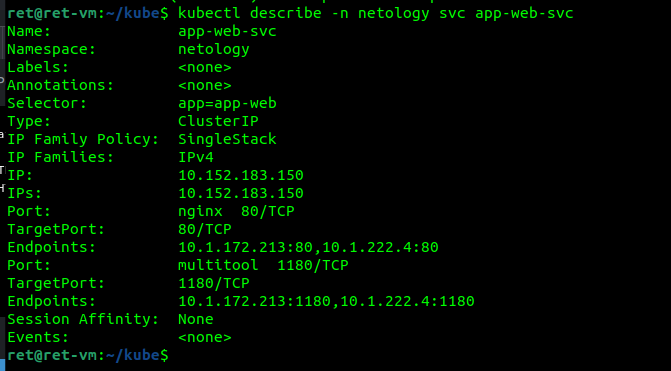 ret@ret-vm:~/kube$ kubectl describe -n netology svc app-web-svc
Name:              app-web-svc
Namespace:         netology
Labels:            <none>
Annotations:       <none>
Selector:          app=app-web
Type:              ClusterIP
IP Family Policy:  SingleStack
IP Families:       IPv4
IP:                10.152.183.150
IPs:               10.152.183.150
Port:              nginx  80/TCP
TargetPort:        80/TCP
Endpoints:         10.1.172.213:80,10.1.222.4:80
Port:              multitool  1180/TCP
TargetPort:        1180/TCP
Endpoints:         10.1.172.213:1180,10.1.222.4:1180
Session Affinity:  None
Events:            <none>
ret@ret-vm:~/kube$